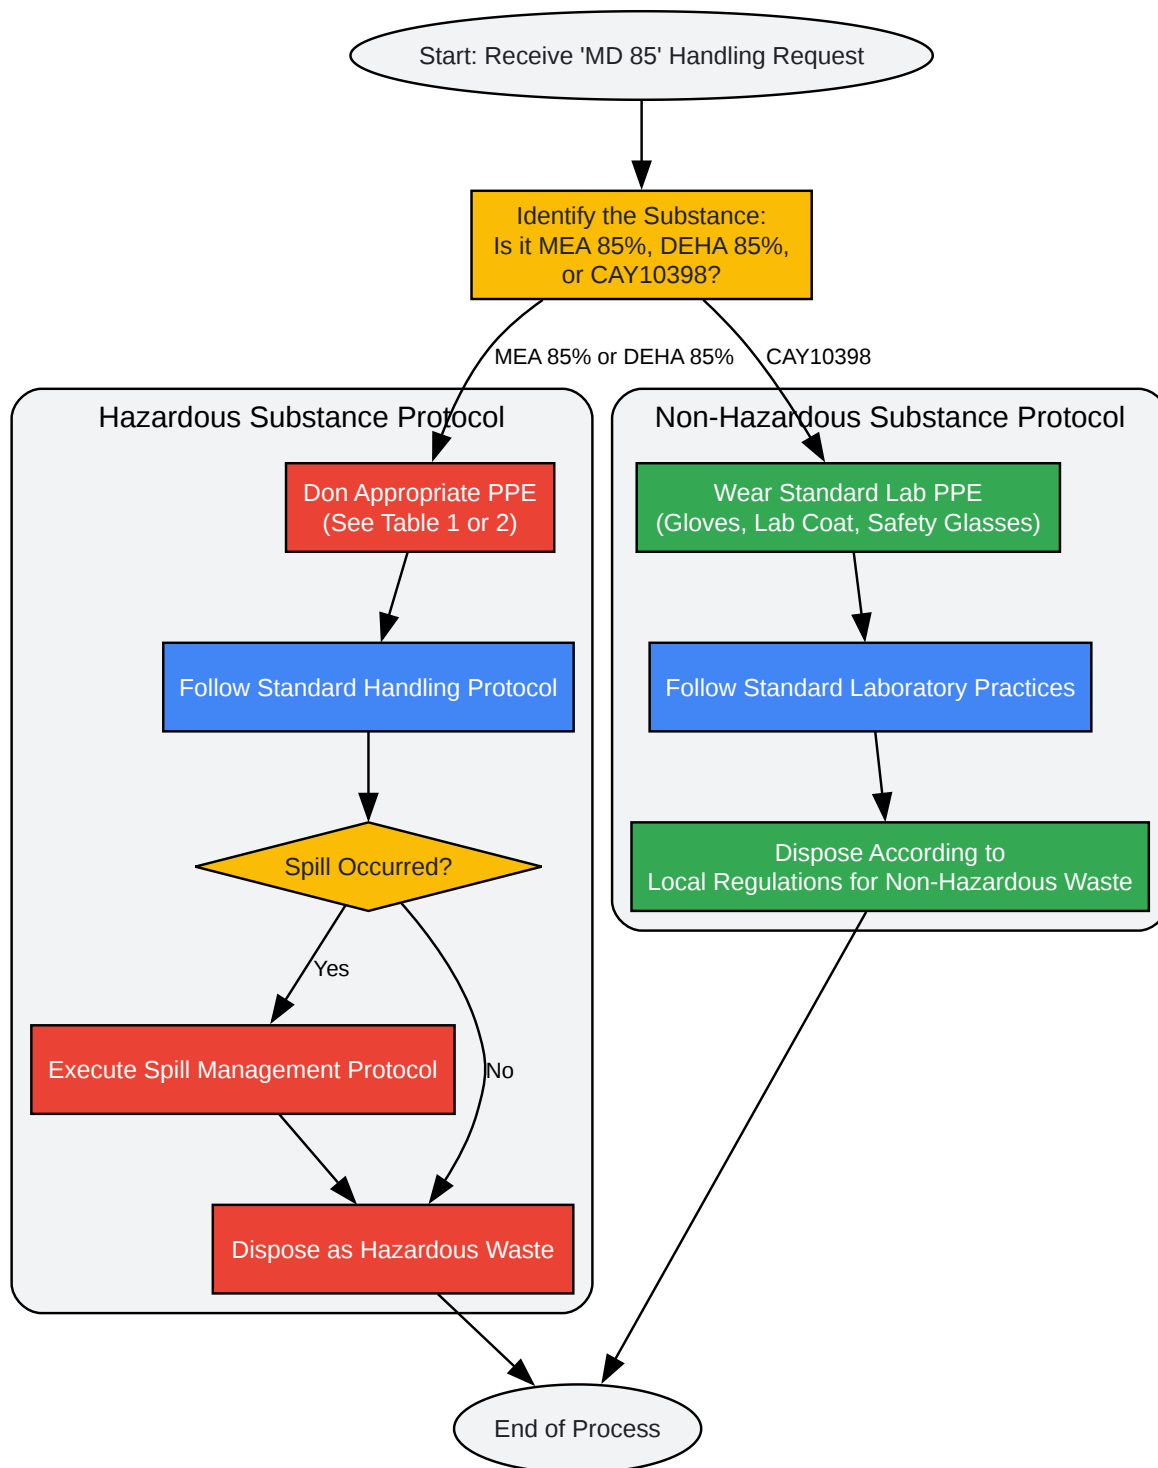 Start: Receive 'MD 85' Handling Request
Identify the Substance:
Is it MEA 85%, DEHA 85%,
or CAY10398?
MEA 85% or DEHA 85%
CAY10398
Hazardous Substance Protocol
Non-Hazardous Substance Protocol
Don Appropriate PPE
(See Table 1 or 2)
Wear Standard Lab PPE
(Gloves, Lab Coat, Safety Glasses)
Follow Standard Handling Protocol
Follow Standard Laboratory Practices
Spill Occurred?
Dispose According to
Local Regulations for Non-Hazardous Waste
Yes
Execute Spill Management Protocol
No
Dispose as Hazardous Waste
End of Process